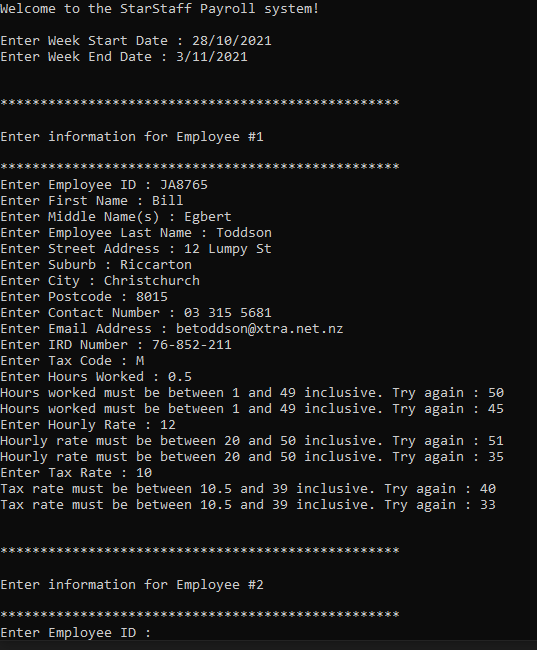 Welcome to the StarStaff Payroll system!
Enter Week Start Date : 28/10/2021
Enter Week End Date : 3/11/2021
**************************************************
Enter information for Employee #1
**************************************************
Enter Employee ID : JA8765
Enter First Name : Bill
Enter Middle Name(s) : Egbert
Enter Employee Last Name : Toddson
Enter Street Address : 12 Lumpy St
Enter Suburb : Riccarton
Enter City : Christchurch
Enter Postcode : 8015
Enter Contact Number : 03 315 5681
Enter Email Address : betoddson@xtra.net.nz
Enter IRD Number : 76-852-211
Enter Tax Code : M
Enter Hours Worked : 0.5
Hours worked must be between 1 and 49 inclusive. Try again : 50
Hours worked must be between 1 and 49 inclusive. Try again : 45
Enter Hourly Rate : 12
Hourly rate must be between 20 and 50 inclusive. Try again : 51
Hourly rate must be between 20 and 50 inclusive. Try again : 35
Enter Tax Rate : 10
Tax rate must be between 10.5 and 39 inclusive. Try again : 40
Tax rate must be between 10.5 and 39 inclusive. Try again : 33
**************************************************
Enter information for Employee #2
**************************************************
Enter Employee ID :